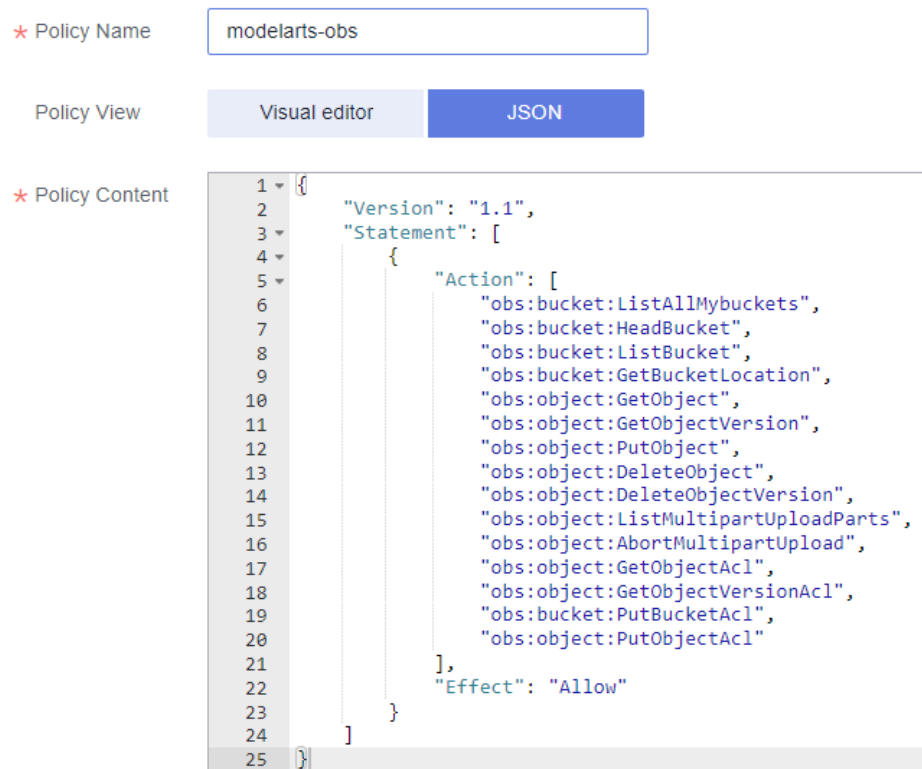 * Policy Name modelarts-obs
Policy View Visual editor JSON
* Policy Content
1 {
2 "Version": "1.1",
3 "Statement": [
4 {
5 "Action": [
6 "obs:bucket:ListAllMybuckets",
7 "obs:bucket:HeadBucket",
8 "obs:bucket:ListBucket",
9 "obs:bucket:GetBucketLocation",
10 "obs:object:GetObject",
11 "obs:object:GetObjectVersion",
12 "obs:object:PutObject",
13 "obs:object:DeleteObject",
14 "obs:object:DeleteObjectVersion",
15 "obs:object:ListMultipartUploadParts",
16 "obs:object:AbortMultipartUpload",
17 "obs:object:GetObjectAcl",
18 "obs:object:GetObjectVersionAcl",
19 "obs:bucket:PutBucketAcl",
20 "obs:object:PutObjectAcl"
21 ],
22 "Effect": "Allow"
23 }
24 ]
25 }